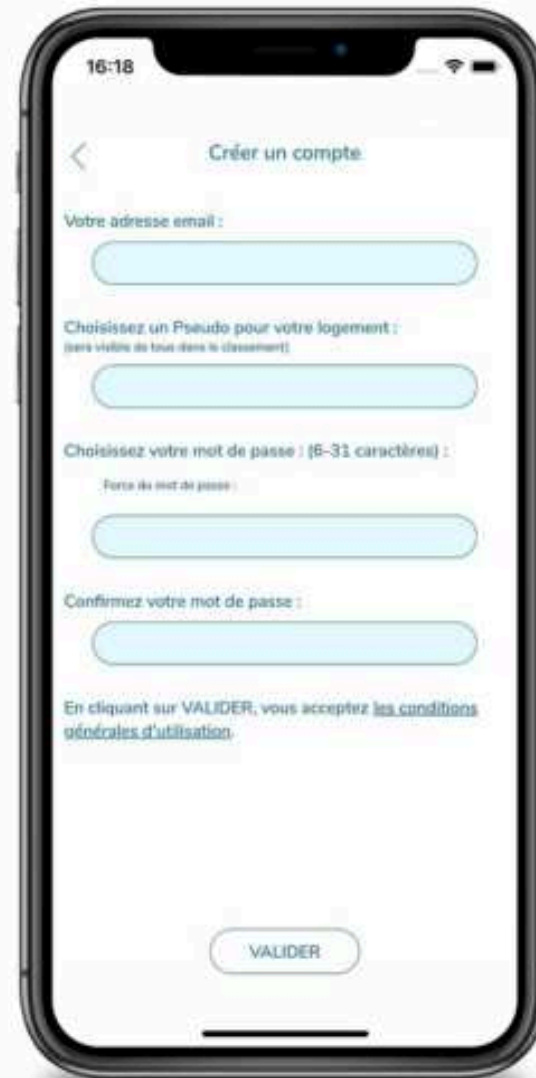 16:18
Créer un compte
Votre adresse email :
Choisissez un Pseudo pour votre logement :
(sera visible de tous dans le classement)
Choisissez votre mot de passe : (6-31 caractères) :
Force du mot de passe :
Confirmez votre mot de passe :
En cliquant sur VALIDER, vous acceptez les conditions
générales d'utilisation.
VALIDER